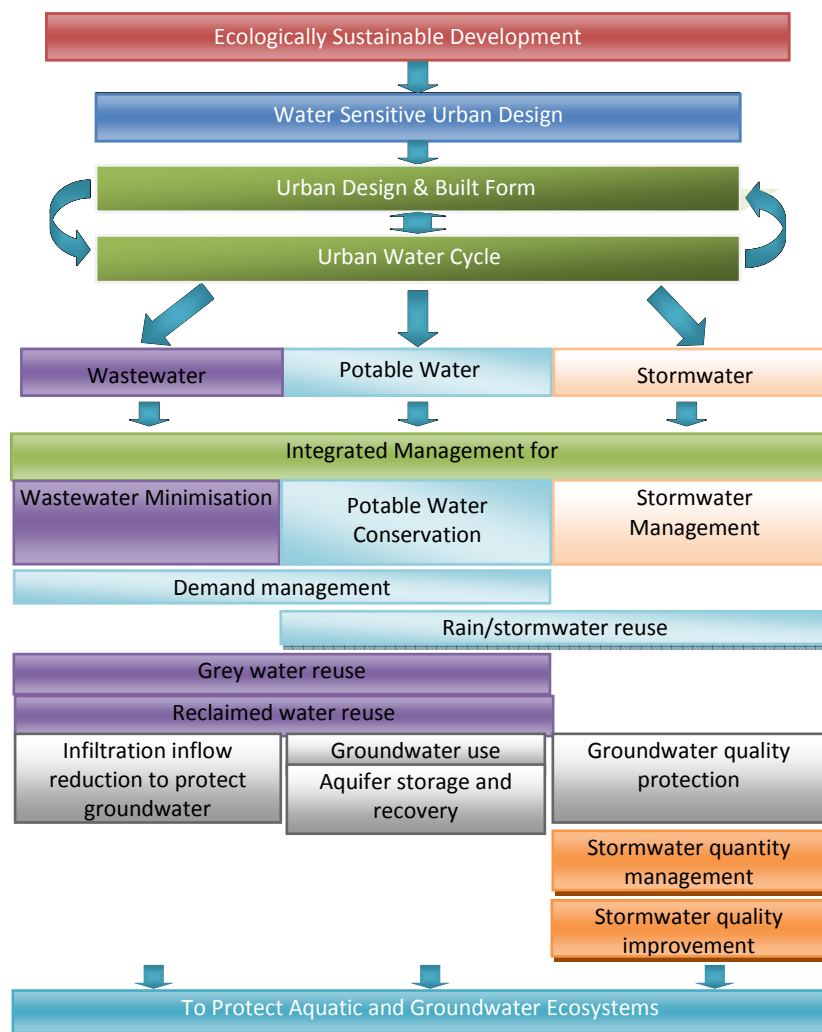 Ecologically Sustainable Development
Water Sensitive Urban Design
Urban Design & Built Form
Urban Water Cycle
Wastewater
Potable Water
Stormwater
Integrated Management for
Wastewater Minimisation
Potable Water
Conservation
Stormwater
Management
Demand management
Rain/stormwater reuse
Grey water reuse
Reclaimed water reuse
Infiltration inflow
reduction to protect
groundwater
Groundwater use
Aquifer storage and
recovery
Groundwater quality
protection
Stormwater quantity
management
Stormwater quality
improvement
To Protect Aquatic and Groundwater Ecosystems